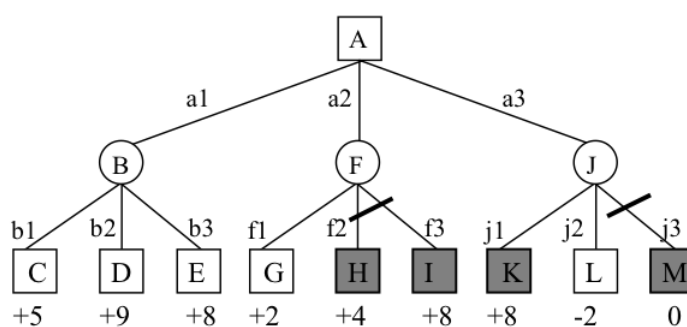 A
a1 a2 a3
B F J
b1 b2 b3 f1 f2 f3 j1 j2 j3
C D E G H I K L M
+5 +9 +8 +2 +4 +8 +8 -2 0